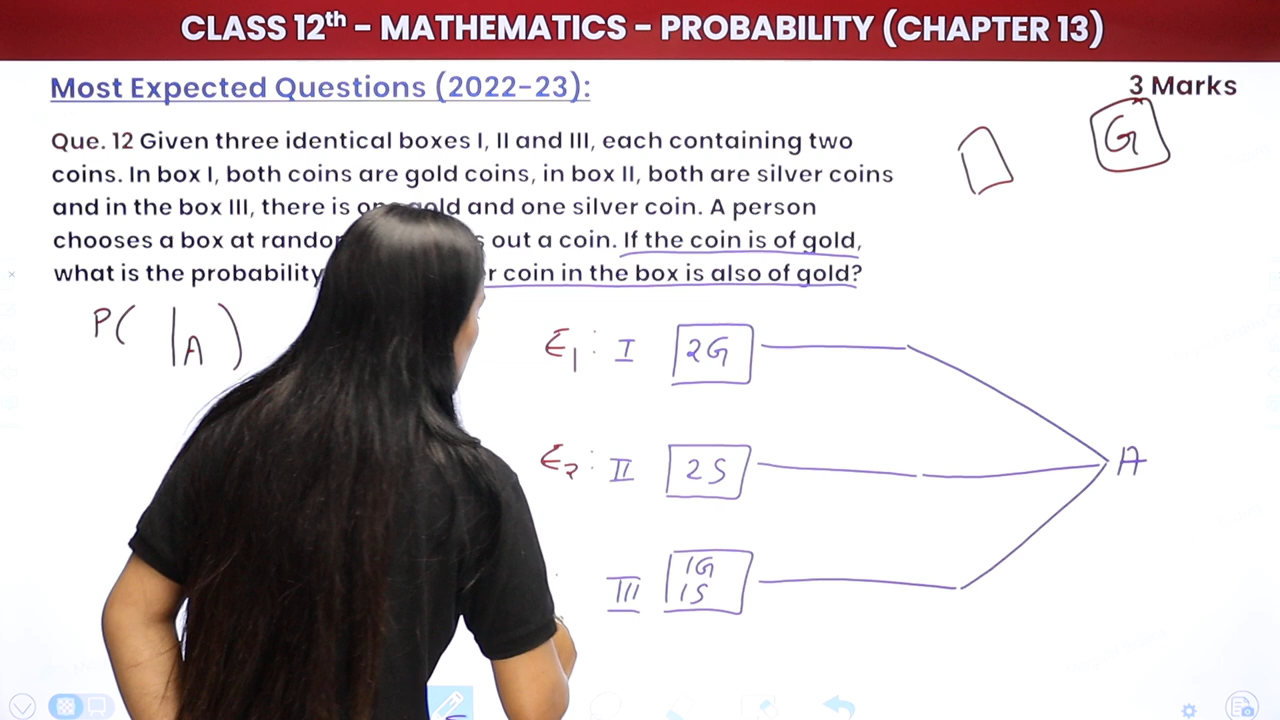 CLASS 12th - MATHEMATICS - PROBABILITY (CHAPTER 13)
Most Expected Questions (2022-23):
3 Marks
Que. 12 Given three identical boxes I, II and III, each containing two
coins. In box I, both coins are gold coins, in box II, both are silver coins
and in the box III, there is one gold and one silver coin. A person
chooses a box at out a coin. If the coin is of gold,
what is the probability coin in the box is also of gold?
G
P( |A)
E1: I 2G
E2: II 2S
A
III 1G
1S